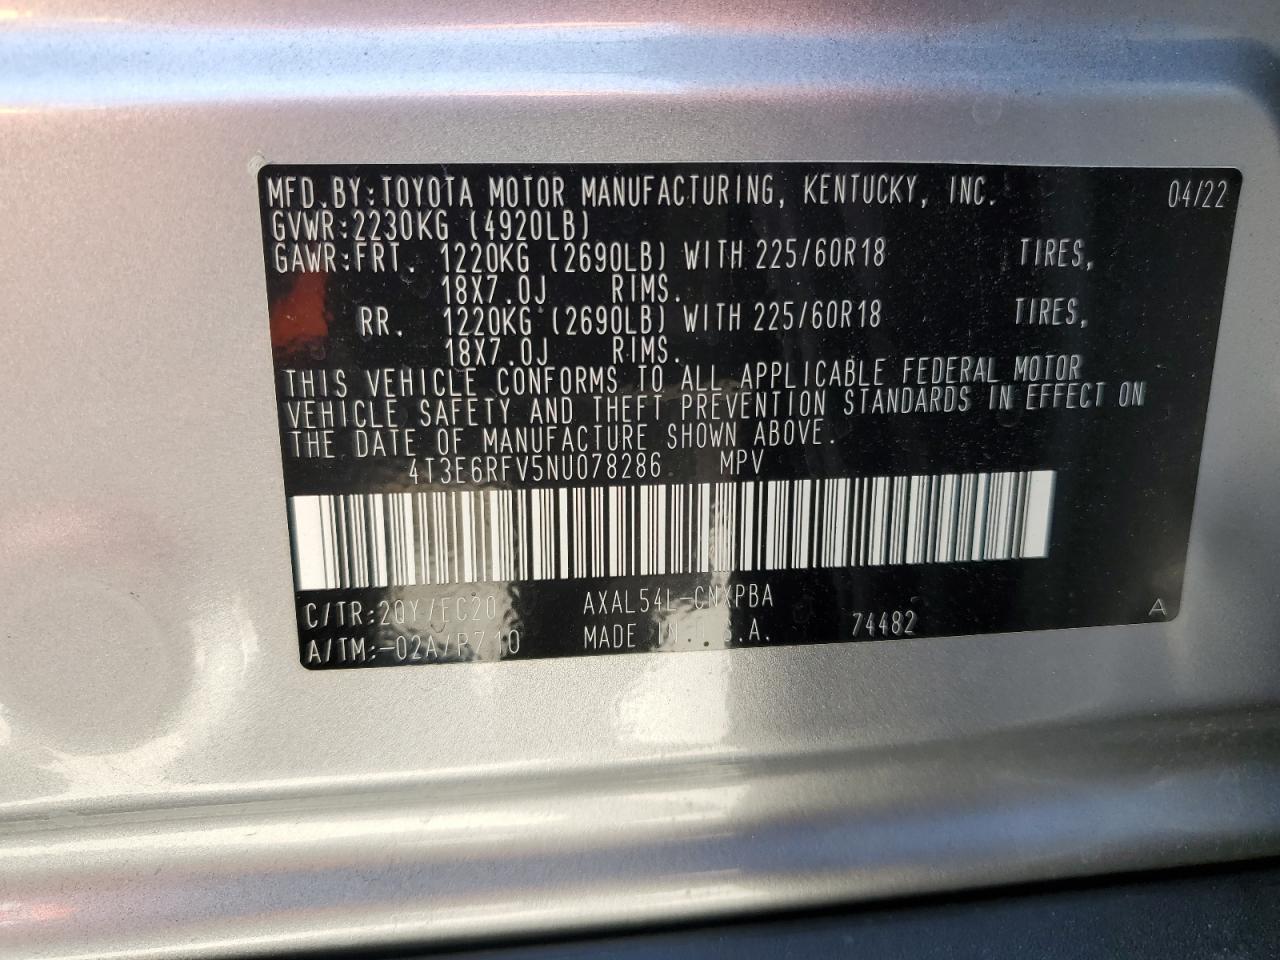 MFD.BY:TOYOTA MOTOR MANUFACTURING, KENTUCKY, INC. 04/22
GVWR:2230KG (4920LB)
GAWR:FRT. 1220KG (2690LB) WITH 225/60R18 TIRES,
18X7.0J RIMS.
RR. 1220KG (2690LB) WITH 225/60R18 TIRES,
18X7.0J RIMS.
THIS VEHICLE CONFORMS TO ALL APPLICABLE FEDERAL MOTOR
VEHICLE SAFETY AND THEFT PREVENTION STANDARDS IN EFFECT ON
THE DATE OF MANUFACTURE SHOWN ABOVE.
4T3E6RFV5NU078286 MPV
C/TR:2QY/EC20 AXAL54L-CNXPBA
A/TM:-02A/P710 MADE IN U.S.A. 74482 A